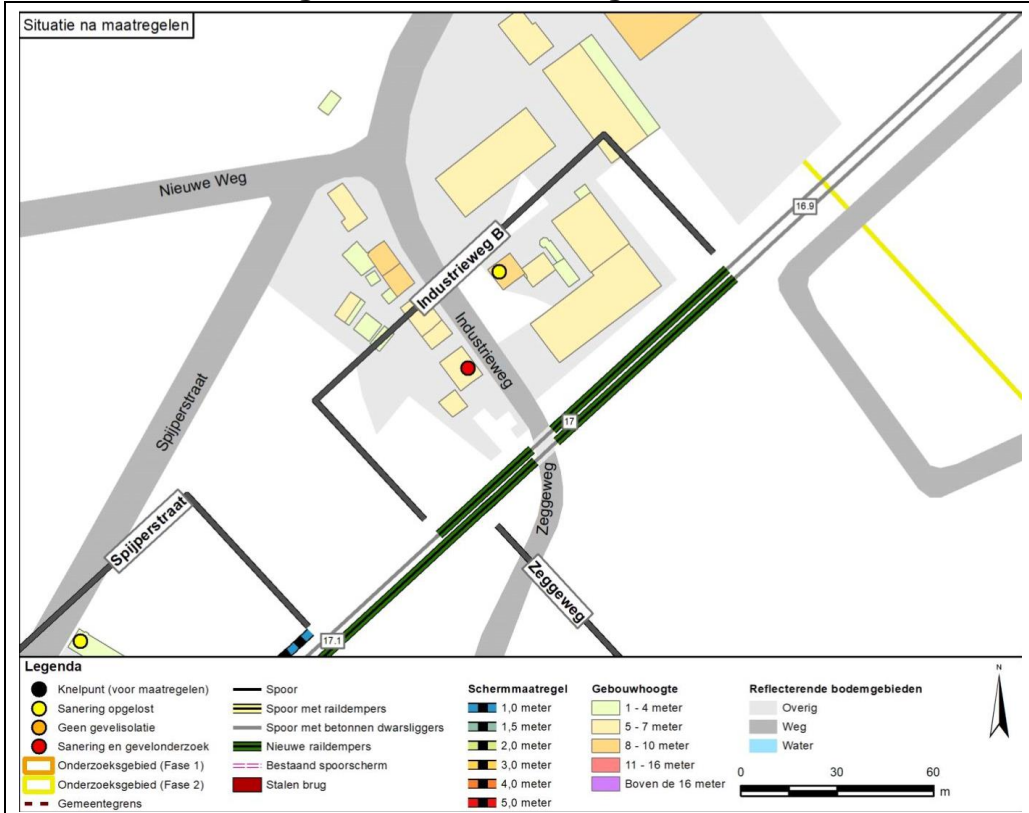 Situatie na maatregelen
Nieuwe Weg
16.9
Industrieweg B
Industrieweg
Spijperstraat
17
Zeggeweg
Spijperstraat
Zeggeweg
17.1
Legenda
Knelpunt (voor maatregelen)
Sanering opgelost
Geen gevelisolatie
Sanering en gevelonderzoek
Onderzoeksgebied (Fase 1)
Onderzoeksgebied (Fase 2)
Gemeentegrens
Spoor
Spoor met raildempers
Spoor met betonnen dwarsliggers
Nieuwe raildempers
Bestaand spoorscherm
Stalen brug
Schermmaatregel
1,0 meter
1,5 meter
2,0 meter
3,0 meter
4,0 meter
5,0 meter
Gebouwhoogte
1 - 4 meter
5 - 7 meter
8 - 10 meter
11 - 16 meter
Boven de 16 meter
Reflecterende bodemgebieden
Overig
Weg
Water
N
0 30 60
m